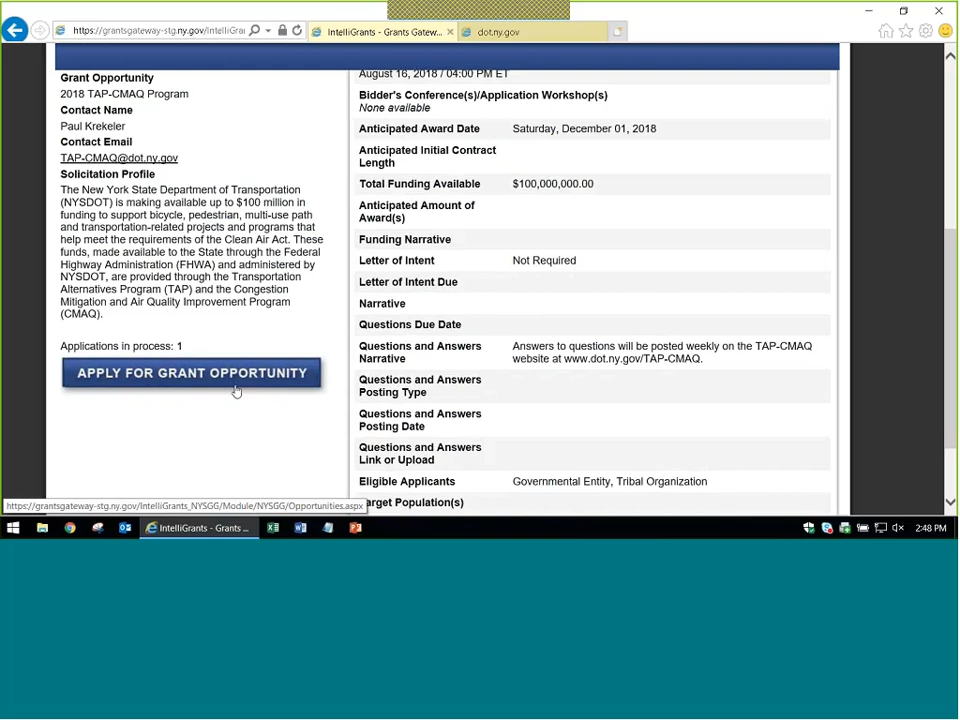 https://grantsgateway-stg.ny.gov/IntelliGra
IntelliGrants - Grants Gatew...
dot.ny.gov
Grant Opportunity
2018 TAP-CMAQ Program
Contact Name
Paul Krekeler
Contact Email
TAP-CMAQ@dot.ny.gov
Solicitation Profile
The New York State Department of Transportation
(NYSDOT) is making available up to $100 million in
funding to support bicycle, pedestrian, multi-use path
and transportation-related projects and programs that
help meet the requirements of the Clean Air Act. These
funds, made available to the State through the Federal
Highway Administration (FHWA) and administered by
NYSDOT, are provided through the Transportation
Alternatives Program (TAP) and the Congestion
Mitigation and Air Quality Improvement Program
(CMAQ).
Applications in process: 1
APPLY FOR GRANT OPPORTUNITY
August 16, 2018 / 04:00 PM ET
Bidder's Conference(s)/Application Workshop(s)
None available
Anticipated Award Date Saturday, December 01, 2018
Anticipated Initial Contract
Length
Total Funding Available $100,000,000.00
Anticipated Amount of
Award(s)
Funding Narrative
Letter of Intent Not Required
Letter of Intent Due
Narrative
Questions Due Date
Questions and Answers Answers to questions will be posted weekly on the TAP-CMAQ
Narrative website at www.dot.ny.gov/TAP-CMAQ.
Questions and Answers
Posting Type
Questions and Answers
Posting Date
Questions and Answers
Link or Upload
Eligible Applicants Governmental Entity, Tribal Organization
arget Population(s)
https://grantsgateway-stg.ny.gov/IntelliGrants_NYSGG/Module/NYSGG/Opportunities.aspx
IntelliGrants - Grants ...
2:48 PM